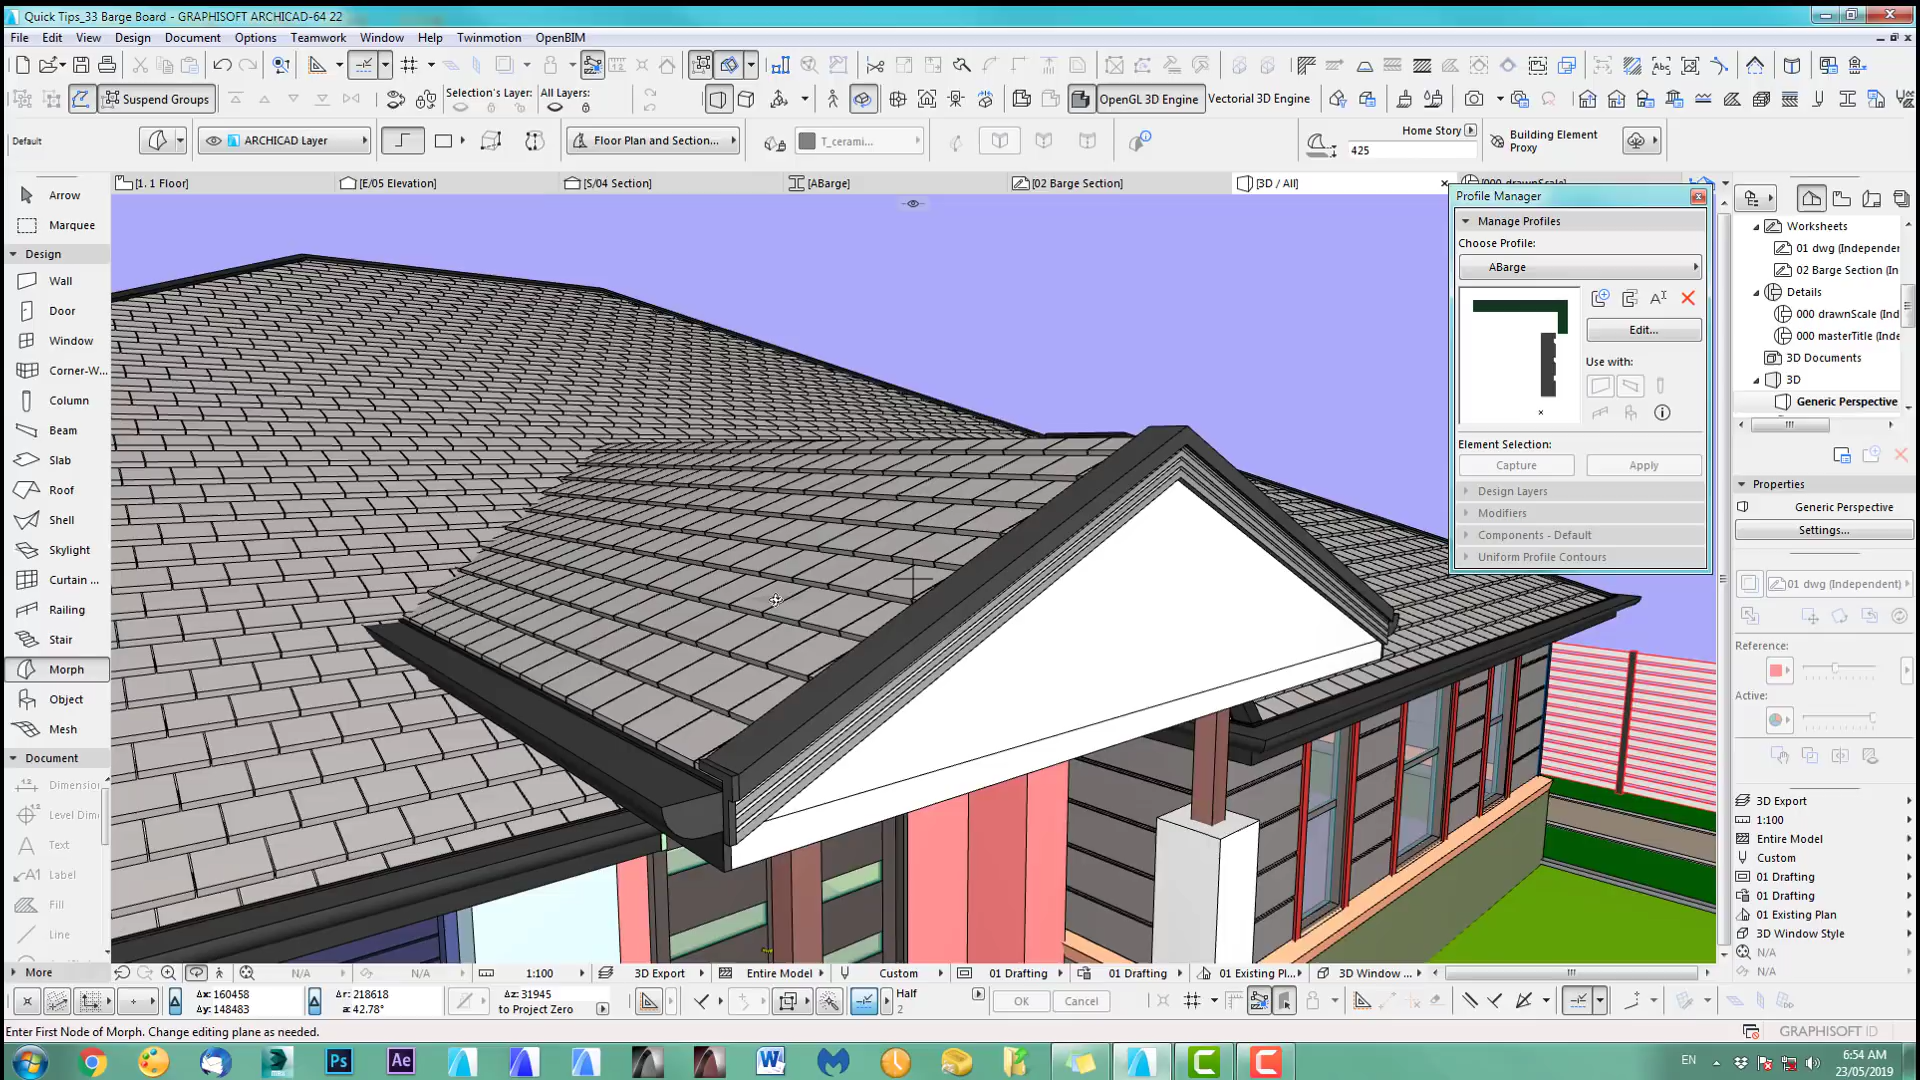 Quick Tips_33 Barge Board - GRAPHISOFT ARCHICAD-64 22
File Edit View Design Document Options Teamwork Window Help Twinmotion OpenBIM
Suspend Groups
Selection's Layer:
All Layers:
OpenGL 3D Engine
Vectorial 3D Engine
Default
ARCHICAD Layer
Floor Plan and Section...
T_cerami...
Home Story
425
Building Element
Proxy
[1. 1 Floor]
[E/05 Elevation]
[S/04 Section]
[ABarge]
[02 Barge Section]
[3D / All]
Arrow
Marquee
Design
Wall
Door
Window
Corner-W...
Column
Beam
Slab
Roof
Shell
Skylight
Curtain ...
Railing
Stair
Morph
Object
Mesh
Document
Dimensio
Level Dim
Text
Label
Fill
Line
More
Profile Manager
Manage Profiles
Choose Profile:
ABarge
Edit...
Use with:
Element Selection:
Capture
Apply
Design Layers
Modifiers
Components - Default
Uniform Profile Contours
Worksheets
01 dwg (Independer
02 Barge Section (In
Details
000 drawnScale (Ind
000 masterTitle (Inde
3D Documents
3D
Generic Perspective
Properties
Generic Perspective
Settings...
01 dwg (Independent)
Reference:
Active:
3D Export
1:100
Entire Model
Custom
01 Drafting
01 Drafting
01 Existing Plan
3D Window Style
N/A
N/A
N/A
N/A
1:100
3D Export
Entire Model
Custom
01 Drafting
01 Drafting
01 Existing Pl...
3D Window ...
Δx: 160458
Δy: 148483
Δr: 218618
a: 42.78°
Δz: 31945
to Project Zero
Half
2
OK
Cancel
Enter First Node of Morph. Change editing plane as needed.
GRAPHISOFT ID
EN
6:54 AM
23/05/2019